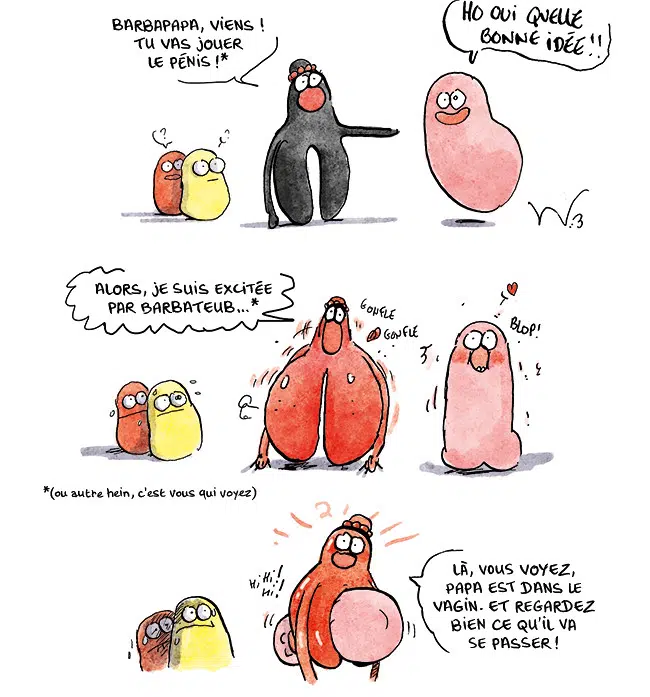 BARBAPAPA, VIENS !
TU VAS JOUER
LE PÉNIS !*
HO OUI QUELLE
BONNE IDÉE !!
?
?
ALORS, JE SUIS EXCITÉE
PAR BARBATEUB...*
GONFLE
GONFLE
BLOP!
*(ou autre hein, c'est vous qui voyez)
Hi Hi !
Hi !
LÀ, VOUS VOYEZ,
PAPA EST DANS LE
VAGIN. ET REGARDEZ
BIEN CE QU'IL VA
SE PASSER !